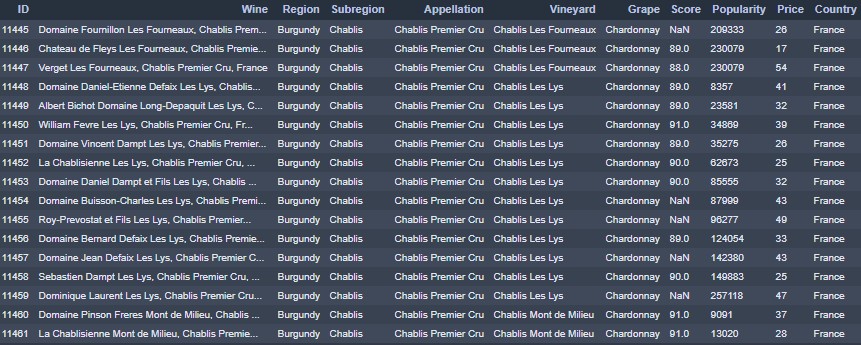 ID Wine Region Subregion Appellation Vineyard Grape Score Popularity Price Country
11445 Domaine Fournillon Les Fourneaux, Chablis Prem... Burgundy Chablis Chablis Premier Cru Chablis Les Fourneaux Chardonnay NaN 209333 26 France
11446 Chateau de Fleys Les Fourneaux, Chablis Premie... Burgundy Chablis Chablis Premier Cru Chablis Les Fourneaux Chardonnay 89.0 230079 17 France
11447 Verget Les Fourneaux, Chablis Premier Cru, France Burgundy Chablis Chablis Premier Cru Chablis Les Fourneaux Chardonnay 88.0 230079 54 France
11448 Domaine Daniel-Etienne Defaix Les Lys, Chablis... Burgundy Chablis Chablis Premier Cru Chablis Les Lys Chardonnay 89.0 8357 41 France
11449 Albert Bichot Domaine Long-Depaquit Les Lys, C... Burgundy Chablis Chablis Premier Cru Chablis Les Lys Chardonnay 89.0 23581 32 France
11450 William Fevre Les Lys, Chablis Premier Cru, Fr... Burgundy Chablis Chablis Premier Cru Chablis Les Lys Chardonnay 91.0 34869 39 France
11451 Domaine Vincent Dampt Les Lys, Chablis Premier... Burgundy Chablis Chablis Premier Cru Chablis Les Lys Chardonnay 89.0 35275 26 France
11452 La Chablisienne Les Lys, Chablis Premier Cru, ... Burgundy Chablis Chablis Premier Cru Chablis Les Lys Chardonnay 90.0 62673 25 France
11453 Domaine Daniel Dampt et Fils Les Lys, Chablis ... Burgundy Chablis Chablis Premier Cru Chablis Les Lys Chardonnay 90.0 85555 32 France
11454 Domaine Buisson-Charles Les Lys, Chablis Premi... Burgundy Chablis Chablis Premier Cru Chablis Les Lys Chardonnay NaN 87999 43 France
11455 Roy-Prevostat et Fils Les Lys, Chablis Premier... Burgundy Chablis Chablis Premier Cru Chablis Les Lys Chardonnay NaN 96277 49 France
11456 Domaine Bernard Defaix Les Lys, Chablis Premie... Burgundy Chablis Chablis Premier Cru Chablis Les Lys Chardonnay 89.0 124054 33 France
11457 Domaine Jean Defaix Les Lys, Chablis Premier C... Burgundy Chablis Chablis Premier Cru Chablis Les Lys Chardonnay NaN 142380 43 France
11458 Sebastien Dampt Les Lys, Chablis Premier Cru, ... Burgundy Chablis Chablis Premier Cru Chablis Les Lys Chardonnay 90.0 149883 25 France
11459 Dominique Laurent Les Lys, Chablis Premier Cru... Burgundy Chablis Chablis Premier Cru Chablis Les Lys Chardonnay NaN 257118 47 France
11460 Domaine Pinson Freres Mont de Milieu, Chablis ... Burgundy Chablis Chablis Premier Cru Chablis Mont de Milieu Chardonnay 91.0 9091 37 France
11461 La Chablisienne Mont de Milieu, Chablis Premie... Burgundy Chablis Chablis Premier Cru Chablis Mont de Milieu Chardonnay 91.0 13020 28 France